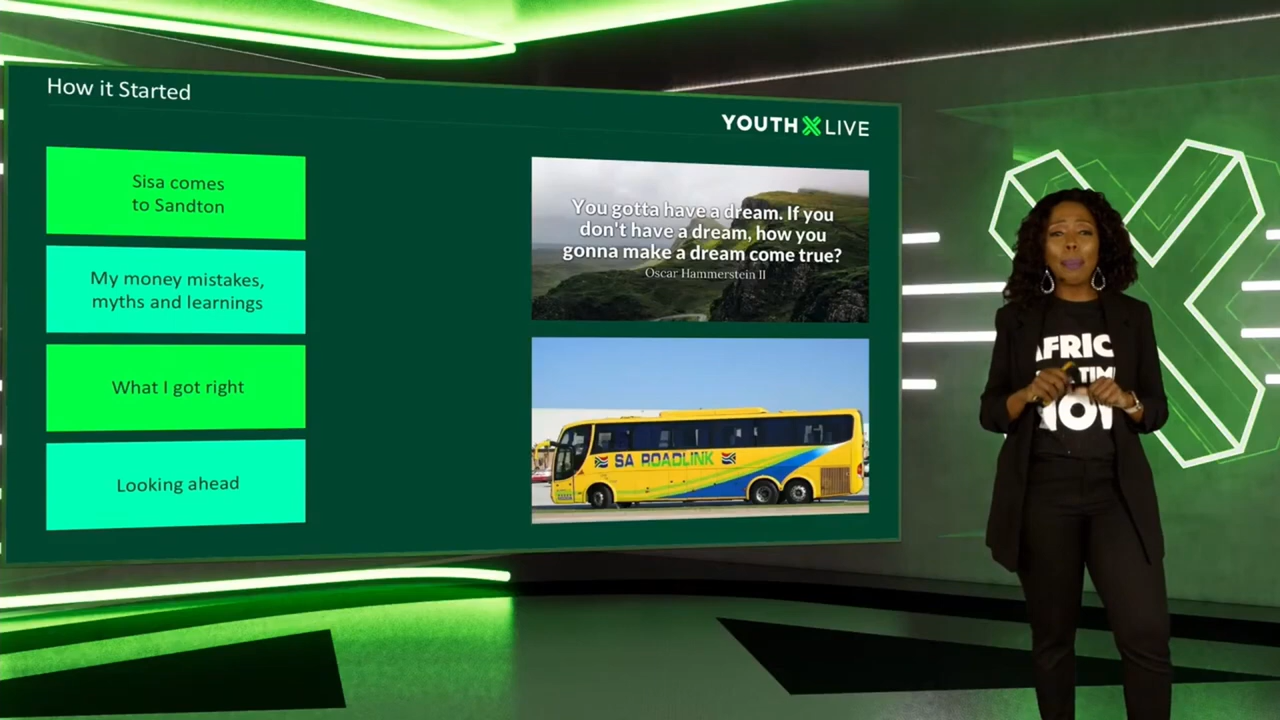 How it Started
YOUTH X LIVE
Sisa comes
to Sandton
My money mistakes,
myths and learnings
What I got right
Looking ahead
You gotta have a dream. If you
don't have a dream, how you
gonna make a dream come true?
Oscar Hammerstein II
SA ROADLINK